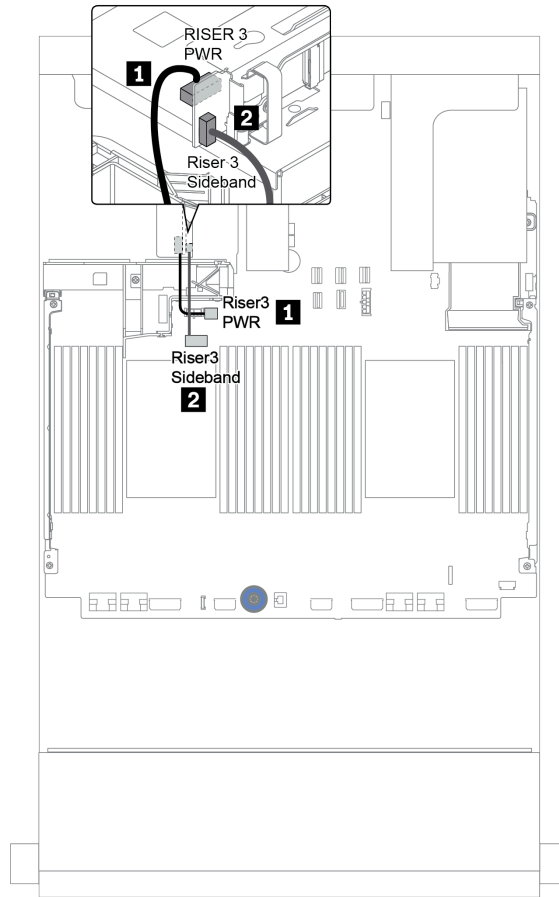 RISER 3
PWR
1
2
Riser 3
Sideband
Riser3
PWR
1
Riser3
Sideband
2